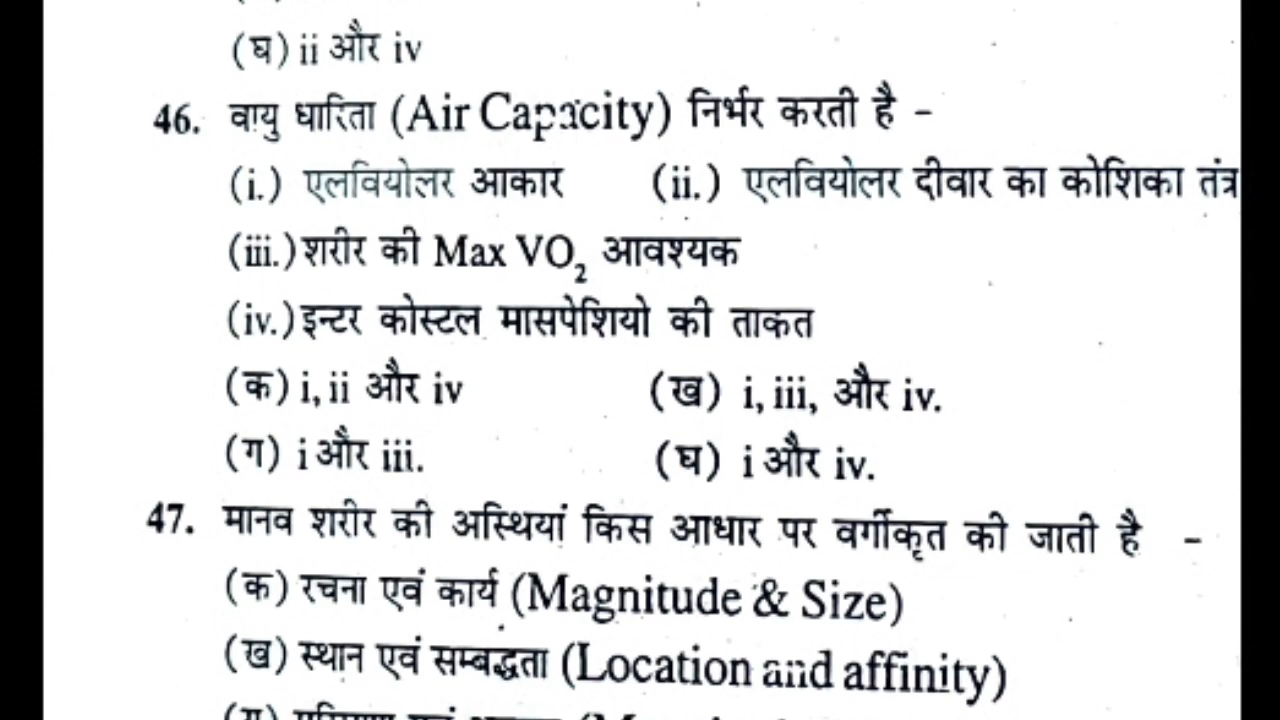 (घ) ii और iv
46. वायु धारिता (Air Capacity) निर्भर करती है -
(i.) एलवियोलर आकार (ii.) एलवियोलर दीवार का कोशिका तंत्र
(iii.) शरीर की Max VO₂ आवश्यक
(iv.) इन्टर कोस्टल मासपेशियो की ताकत
(क) i, ii और iv (ख) i, iii, और iv.
(ग) i और iii. (घ) i और iv.
47. मानव शरीर की अस्थियां किस आधार पर वर्गीकृत की जाती है -
(क) रचना एवं कार्य (Magnitude & Size)
(ख) स्थान एवं सम्बद्धता (Location and affinity)